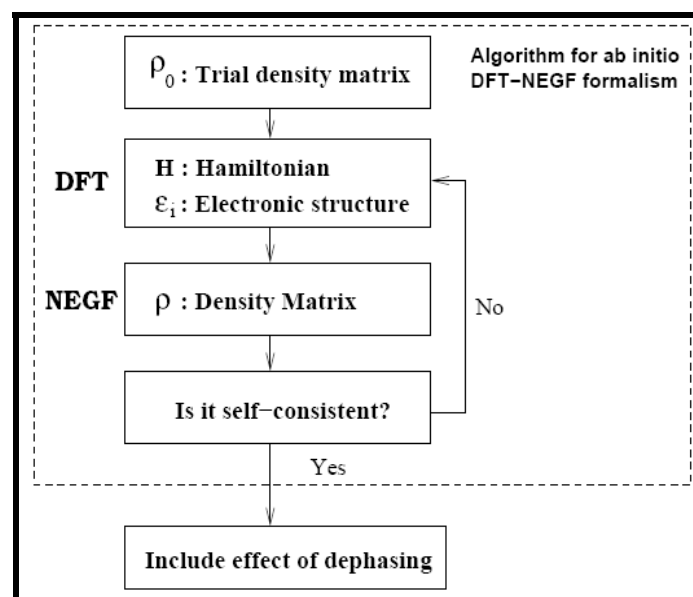 Algorithm for ab initio
DFT−NEGF formalism
ρ0 : Trial density matrix
DFT
H : Hamiltonian
εi : Electronic structure
NEGF
ρ : Density Matrix
No
Is it self−consistent?
Yes
Include effect of dephasing